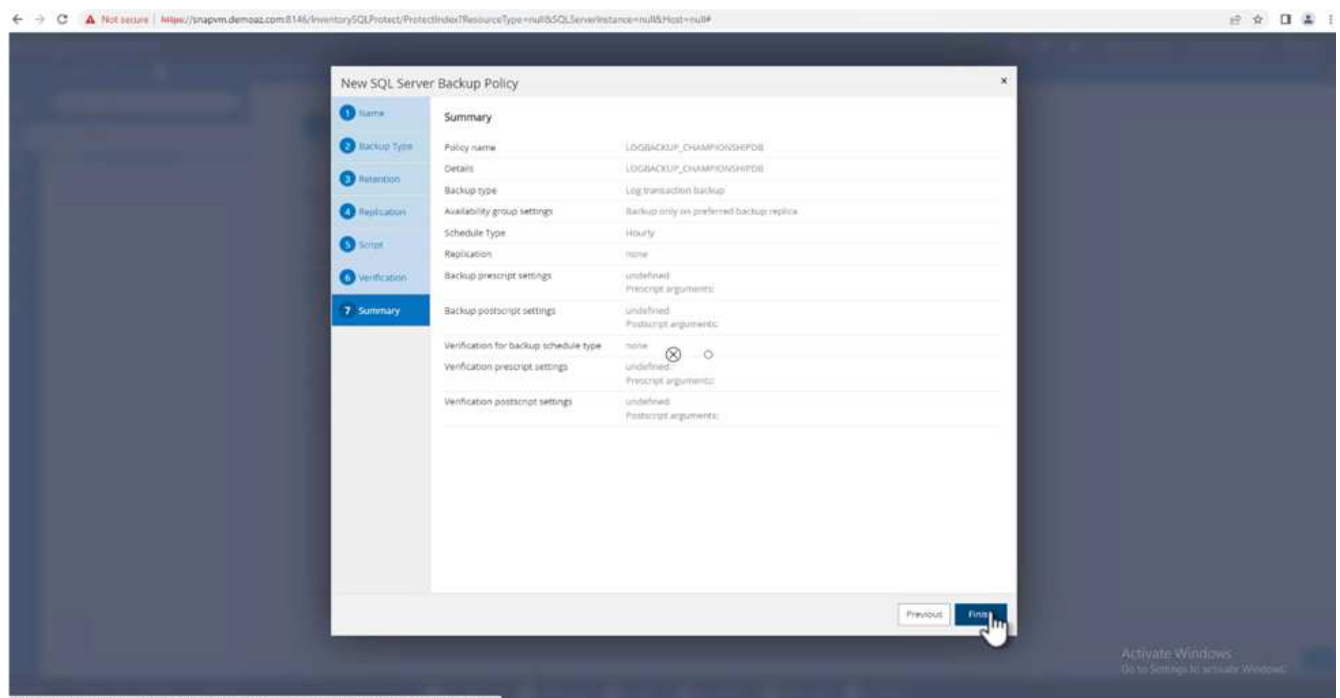 Not secure | https://snapvm.demoaz.com:8146/InventorySQLProtect/ProtectIndex?ResourceType=null&SQLServerInstance=null&Host=null#
New SQL Server Backup Policy
×
1 Name
2 Backup Type
3 Retention
4 Replication
5 Script
6 Verification
7 Summary
Summary
Policy name LOGBACKUP_CHAMPIONSHIPDB
Details LOGBACKUP_CHAMPIONSHIPDB
Backup type Log transaction backup
Availability group settings Backup only on preferred backup replica
Schedule Type Hourly
Replication none
Backup prescript settings undefined
Prescript arguments:
Backup postscript settings undefined
Postscript arguments:
Verification for backup schedule type none
Verification prescript settings undefined
Prescript arguments:
Verification postscript settings undefined
Postscript arguments:
Previous
Activate Windows
Go to Settings to activate Windows.